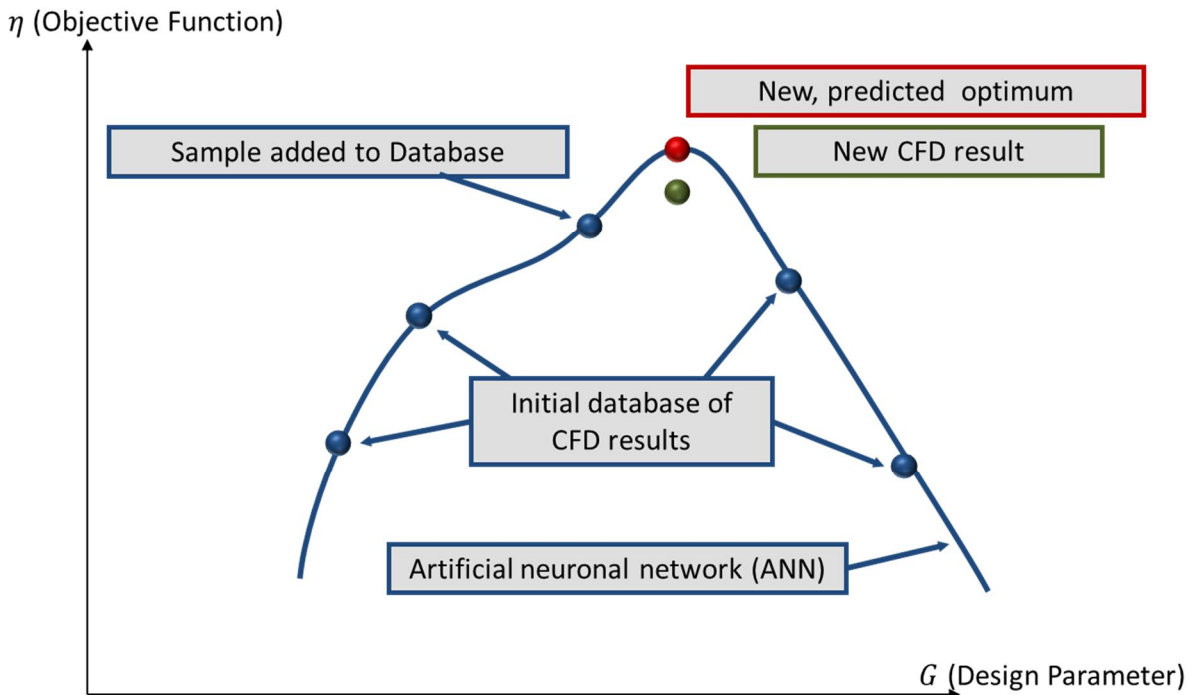 η (Objective Function)
New, predicted optimum
Sample added to Database
New CFD result
Initial database of
CFD results
Artificial neuronal network (ANN)
G (Design Parameter)